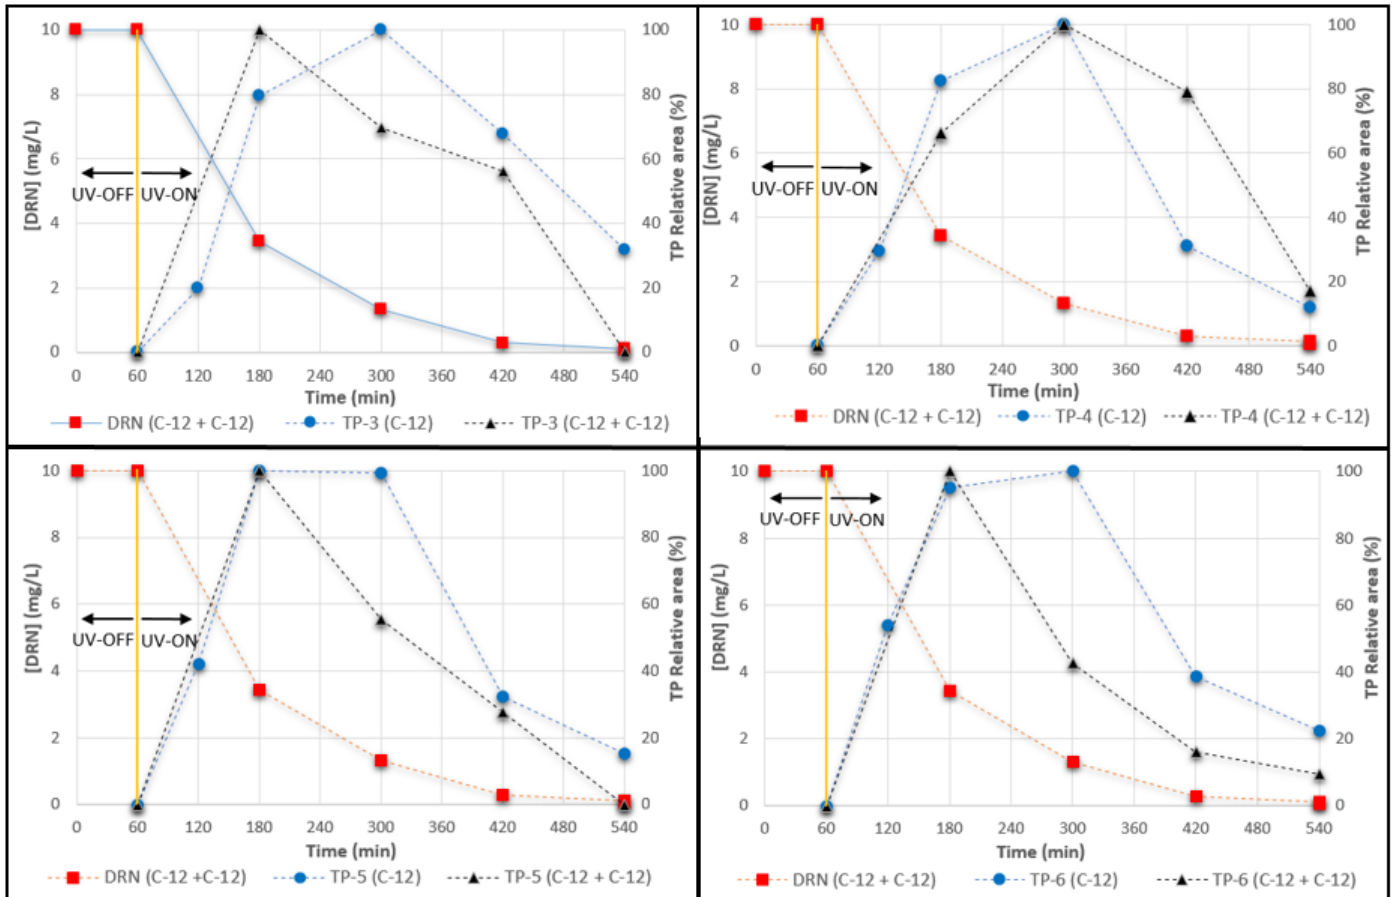 [DRN] (mg/L)
10
8
6
4
2
0
UV-OFF UV-ON
100
80
60
40
20
0
TP Relative area (%)
0 60 120 180 240 300 360 420 480 540
Time (min)
DRN (C-12 + C-12) TP-3 (C-12) TP-3 (C-12 + C-12)
[DRN] (mg/L)
10
8
6
4
2
0
UV-OFF UV-ON
100
80
60
40
20
0
TP Relative area (%)
0 60 120 180 240 300 360 420 480 540
Time (min)
DRN (C-12 + C-12) TP-4 (C-12) TP-4 (C-12 + C-12)
[DRN] (mg/L)
10
8
6
4
2
0
UV-OFF UV-ON
100
80
60
40
20
0
TP Relative area (%)
0 60 120 180 240 300 360 420 480 540
Time (min)
DRN (C-12 +C-12) TP-5 (C-12) TP-5 (C-12 + C-12)
[DRN] (mg/L)
10
8
6
4
2
0
UV-OFF UV-ON
100
80
60
40
20
0
TP Relative area (%)
0 60 120 180 240 300 360 420 480 540
Time (min)
DRN (C-12 + C-12) TP-6 (C-12) TP-6 (C-12 + C-12)